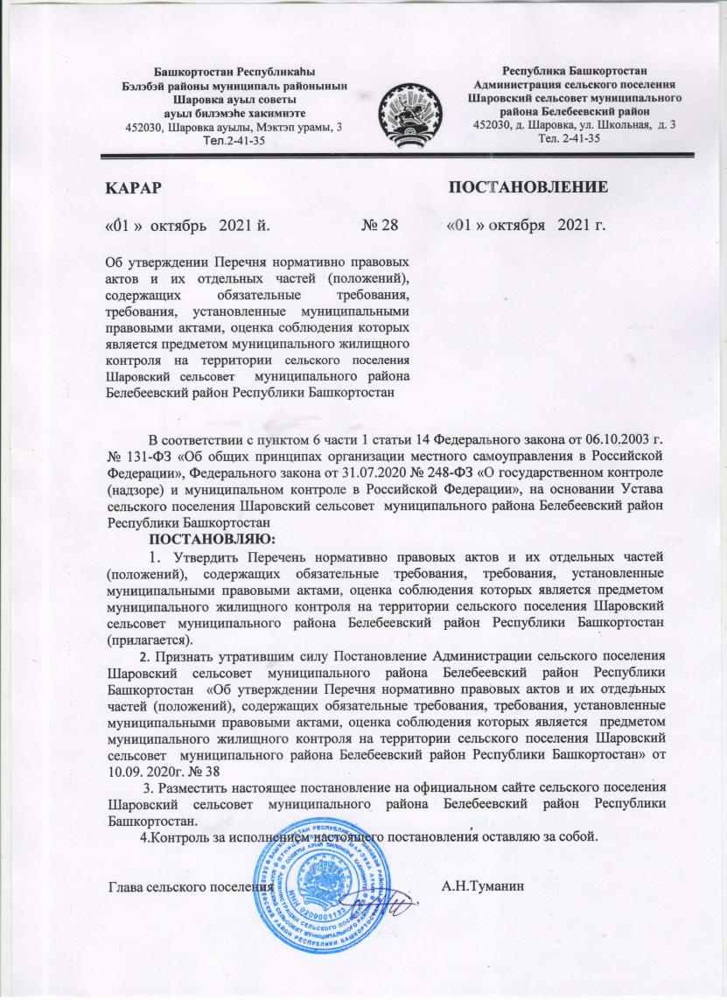 Башкортостан Республикаһы
Бэлэбэй районы муниципаль районынын
Шаровка ауыл советы
ауыл билэмэһе хакимиэте
452030, Шаровка ауылы, Мэктэп урамы, 3
Тел.2-41-35
Республика Башкортостан
Администрация сельского поселения
Шаровский сельсовет муниципального
района Белебеевский район
452030, д. Шаровка, ул. Школьная, д. 3
Тел. 2-41-35
КАРАР ПОСТАНОВЛЕНИЕ
«01 » октябрь 2021 й. № 28 «01 » октября 2021 г.
Об утверждении Перечня нормативно правовых
актов и их отдельных частей (положений),
содержащих обязательные требования,
требования, установленные муниципальными
правовыми актами, оценка соблюдения которых
является предметом муниципального жилищного
контроля на территории сельского поселения
Шаровский сельсовет муниципального района
Белебеевский район Республики Башкортостан
В соответствии с пунктом 6 части 1 статьи 14 Федерального закона от 06.10.2003 г.
№ 131-ФЗ «Об общих принципах организации местного самоуправления в Российской
Федерации», Федерального закона от 31.07.2020 № 248-ФЗ «О государственном контроле
(надзоре) и муниципальном контроле в Российской Федерации», на основании Устава
сельского поселения Шаровский сельсовет муниципального района Белебеевский район
Республики Башкортостан
ПОСТАНОВЛЯЮ:
1. Утвердить Перечень нормативно правовых актов и их отдельных частей
(положений), содержащих обязательные требования, требования, установленные
муниципальными правовыми актами, оценка соблюдения которых является предметом
муниципального жилищного контроля на территории сельского поселения Шаровский
сельсовет муниципального района Белебеевский район Республики Башкортостан
(прилагается).
2. Признать утратившим силу Постановление Администрации сельского поселения
Шаровский сельсовет муниципального района Белебеевский район Республики
Башкортостан «Об утверждении Перечня нормативно правовых актов и их отдельных
частей (положений), содержащих обязательные требования, требования, установленные
муниципальными правовыми актами, оценка соблюдения которых является предметом
муниципального жилищного контроля на территории сельского поселения Шаровский
сельсовет муниципального района Белебеевский район Республики Башкортостан» от
10.09. 2020г. № 38
3. Разместить настоящее постановление на официальном сайте сельского поселения
Шаровский сельсовет муниципального района Белебеевский район Республики
Башкортостан.
4.Контроль за исполнением настоящего постановления оставляю за собой.
Глава сельского поселения А.Н.Туманин
ИНН 0209001133